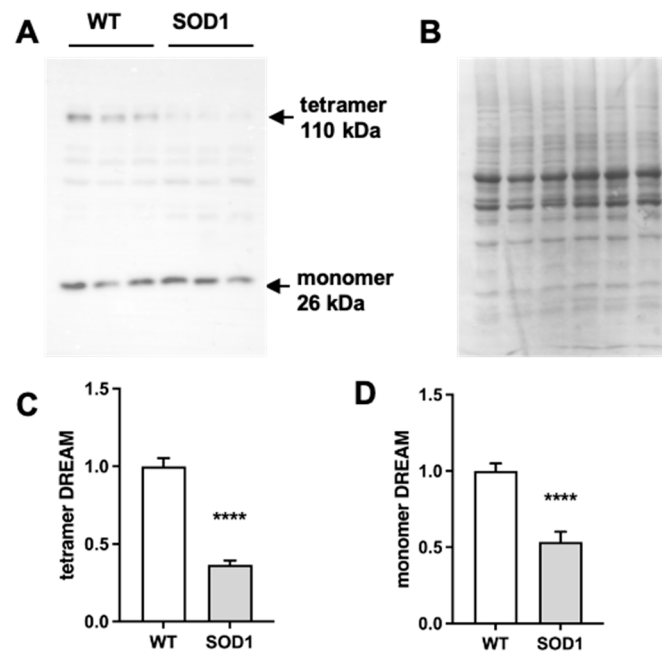 A
WT SOD1
tetramer
110 kDa
monomer
26 kDa
B
C
tetramer DREAM
1.5
1.0
0.5
0.0
****
WT SOD1
D
monomer DREAM
1.5
1.0
0.5
0.0
****
WT SOD1